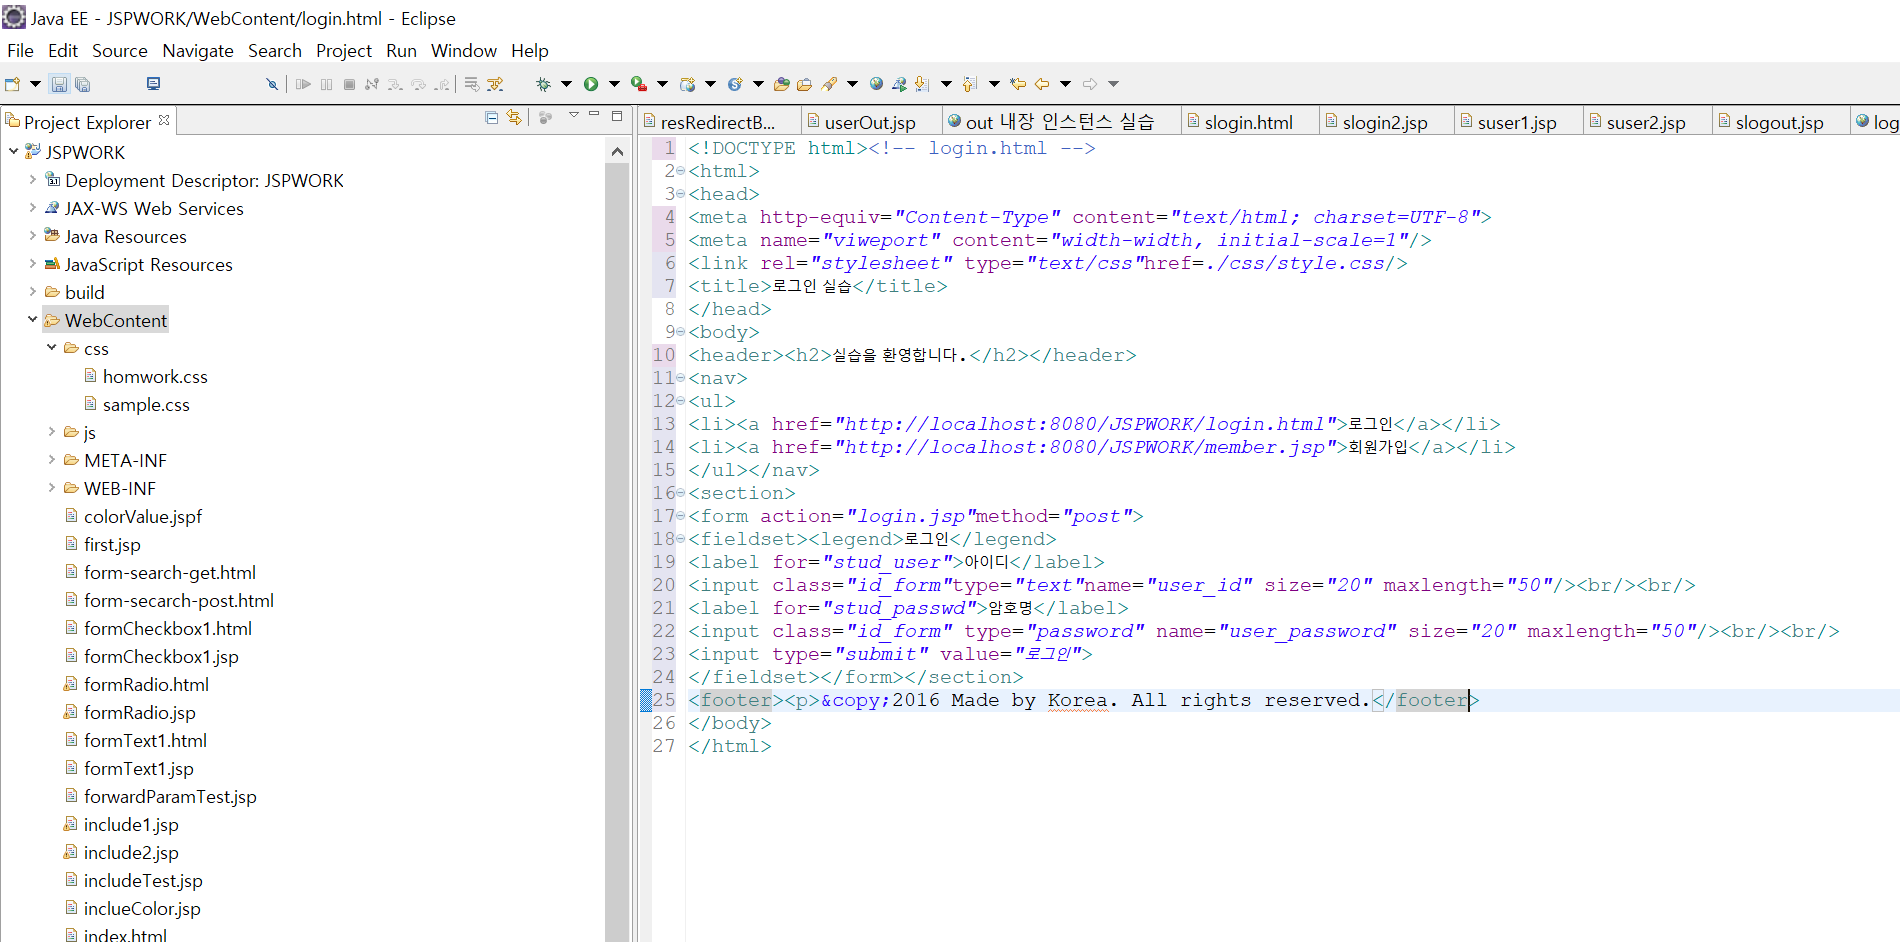 Java EE - JSPWORK/WebContent/login.html - Eclipse
File Edit Source Navigate Search Project Run Window Help
Project Explorer
resRedirectB... userOut.jsp out 내장 인스턴스 실습 slogin.html slogin2.jsp suser1.jsp suser2.jsp slogout.jsp log
JSPWORK
Deployment Descriptor: JSPWORK
JAX-WS Web Services
Java Resources
JavaScript Resources
build
WebContent
css
homwork.css
sample.css
js
META-INF
WEB-INF
colorValue.jspf
first.jsp
form-search-get.html
form-secarch-post.html
formCheckbox1.html
formCheckbox1.jsp
formRadio.html
formRadio.jsp
formText1.html
formText1.jsp
forwardParamTest.jsp
include1.jsp
include2.jsp
includeTest.jsp
inclueColor.jsp
index.html
1 <!DOCTYPE html><!-- login.html -->
2 <html>
3 <head>
4 <meta http-equiv="Content-Type" content="text/html; charset=UTF-8">
5 <meta name="viweport" content="width-width, initial-scale=1"/>
6 <link rel="stylesheet" type="text/css"href=./css/style.css/>
7 <title>로그인 실습</title>
8 </head>
9 <body>
10 <header><h2>실습을 환영합니다.</h2></header>
11 <nav>
12 <ul>
13 <li><a href="http://localhost:8080/JSPWORK/login.html">로그인</a></li>
14 <li><a href="http://localhost:8080/JSPWORK/member.jsp">회원가입</a></li>
15 </ul></nav>
16 <section>
17 <form action="login.jsp"method="post">
18 <fieldset><legend>로그인</legend>
19 <label for="stud_user">아이디</label>
20 <input class="id_form"type="text"name="user_id" size="20" maxlength="50"/><br/><br/>
21 <label for="stud_passwd">암호명</label>
22 <input class="id_form" type="password" name="user_password" size="20" maxlength="50"/><br/><br/>
23 <input type="submit" value="로그인">
24 </fieldset></form></section>
25 <footer><p>&copy;2016 Made by Korea. All rights reserved.</footer>
26 </body>
27 </html>